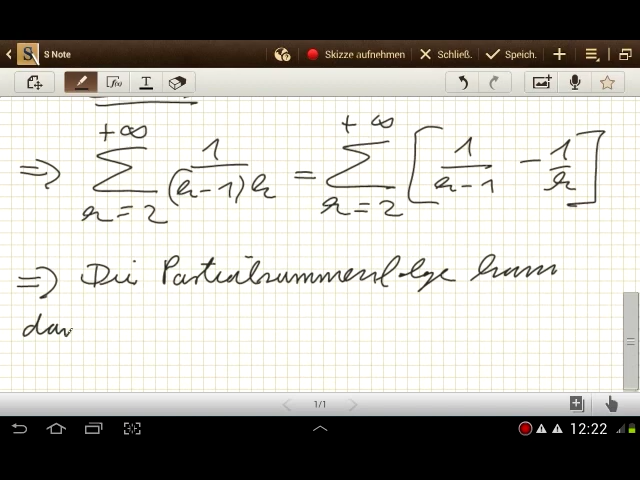 S Note
Skizze aufnehmen
Schließ.
Speich.
f(x)
T
=> +∞ ∑ k=2 1/(k-1)k = +∞ ∑ k=2 [1/(k-1) - 1/k]
=> Die Partialsummenfolge kann
dan
1/1
12:22